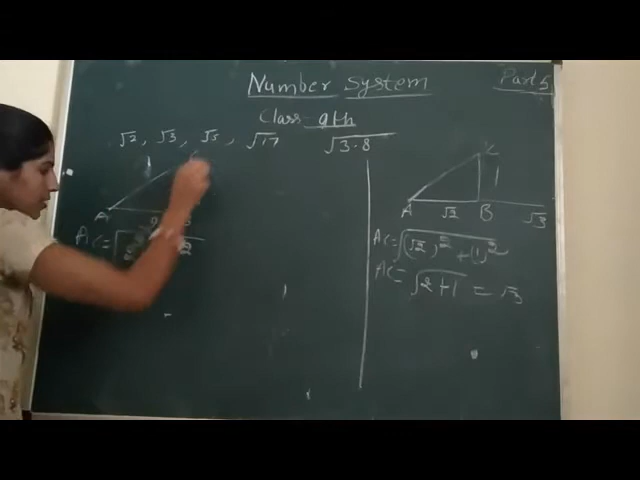 Number System
Part 5
Class 9th
√2, √3, √5, √17
√3.8
C
1
A √2 B √3
AC=√(√2)²+(1)²
AC= √2+1 = √3
A
AC=√